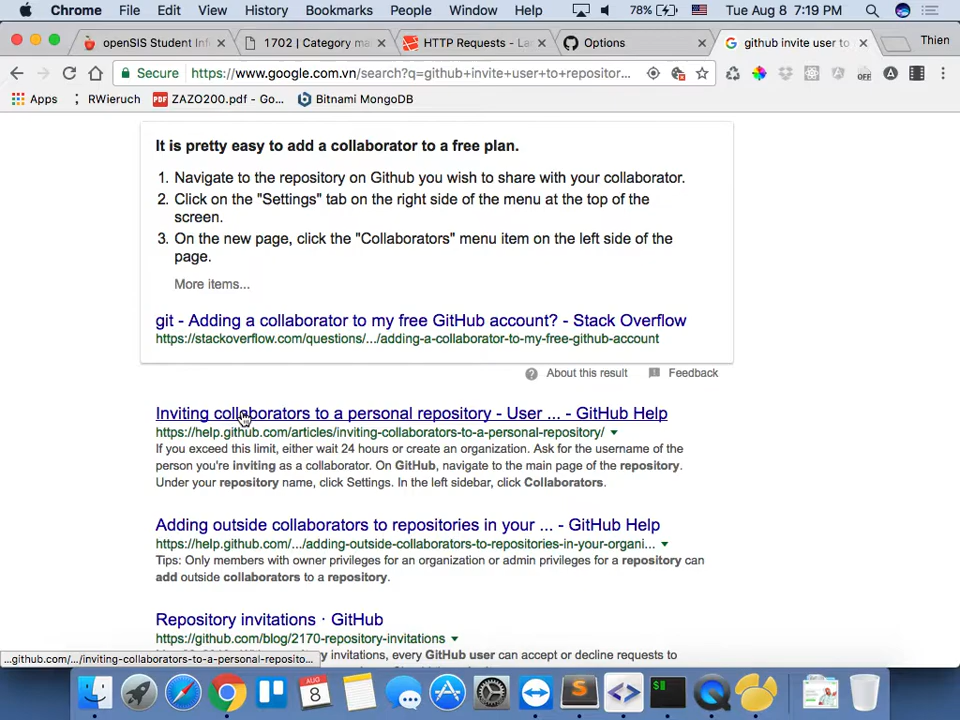 Chrome File Edit View History Bookmarks People Window Help 78% Tue Aug 8 7:19 PM
openSIS Student Inf 1702 | Category ma HTTP Requests - La Options github invite user to Thien
Secure https://www.google.com.vn/search?q=github+invite+user+to+repositor...
Apps RWieruch PDF ZAZO200.pdf - Go... Bitnami MongoDB OFF
It is pretty easy to add a collaborator to a free plan.
1. Navigate to the repository on Github you wish to share with your collaborator.
2. Click on the "Settings" tab on the right side of the menu at the top of the
screen.
3. On the new page, click the "Collaborators" menu item on the left side of the
page.
More items...
git - Adding a collaborator to my free GitHub account? - Stack Overflow
https://stackoverflow.com/questions/.../adding-a-collaborator-to-my-free-github-account
About this result Feedback
Inviting collaborators to a personal repository - User ... - GitHub Help
https://help.github.com/articles/inviting-collaborators-to-a-personal-repository/
If you exceed this limit, either wait 24 hours or create an organization. Ask for the username of the
person you're inviting as a collaborator. On GitHub, navigate to the main page of the repository.
Under your repository name, click Settings. In the left sidebar, click Collaborators.
Adding outside collaborators to repositories in your ... - GitHub Help
https://help.github.com/.../adding-outside-collaborators-to-repositories-in-your-organi...
Tips: Only members with owner privileges for an organization or admin privileges for a repository can
add outside collaborators to a repository.
Repository invitations · GitHub
https://github.com/blog/2170-repository-invitations
invitations, every GitHub user can accept or decline requests to
...github.com/.../inviting-collaborators-to-a-personal-reposito...
AUG
8